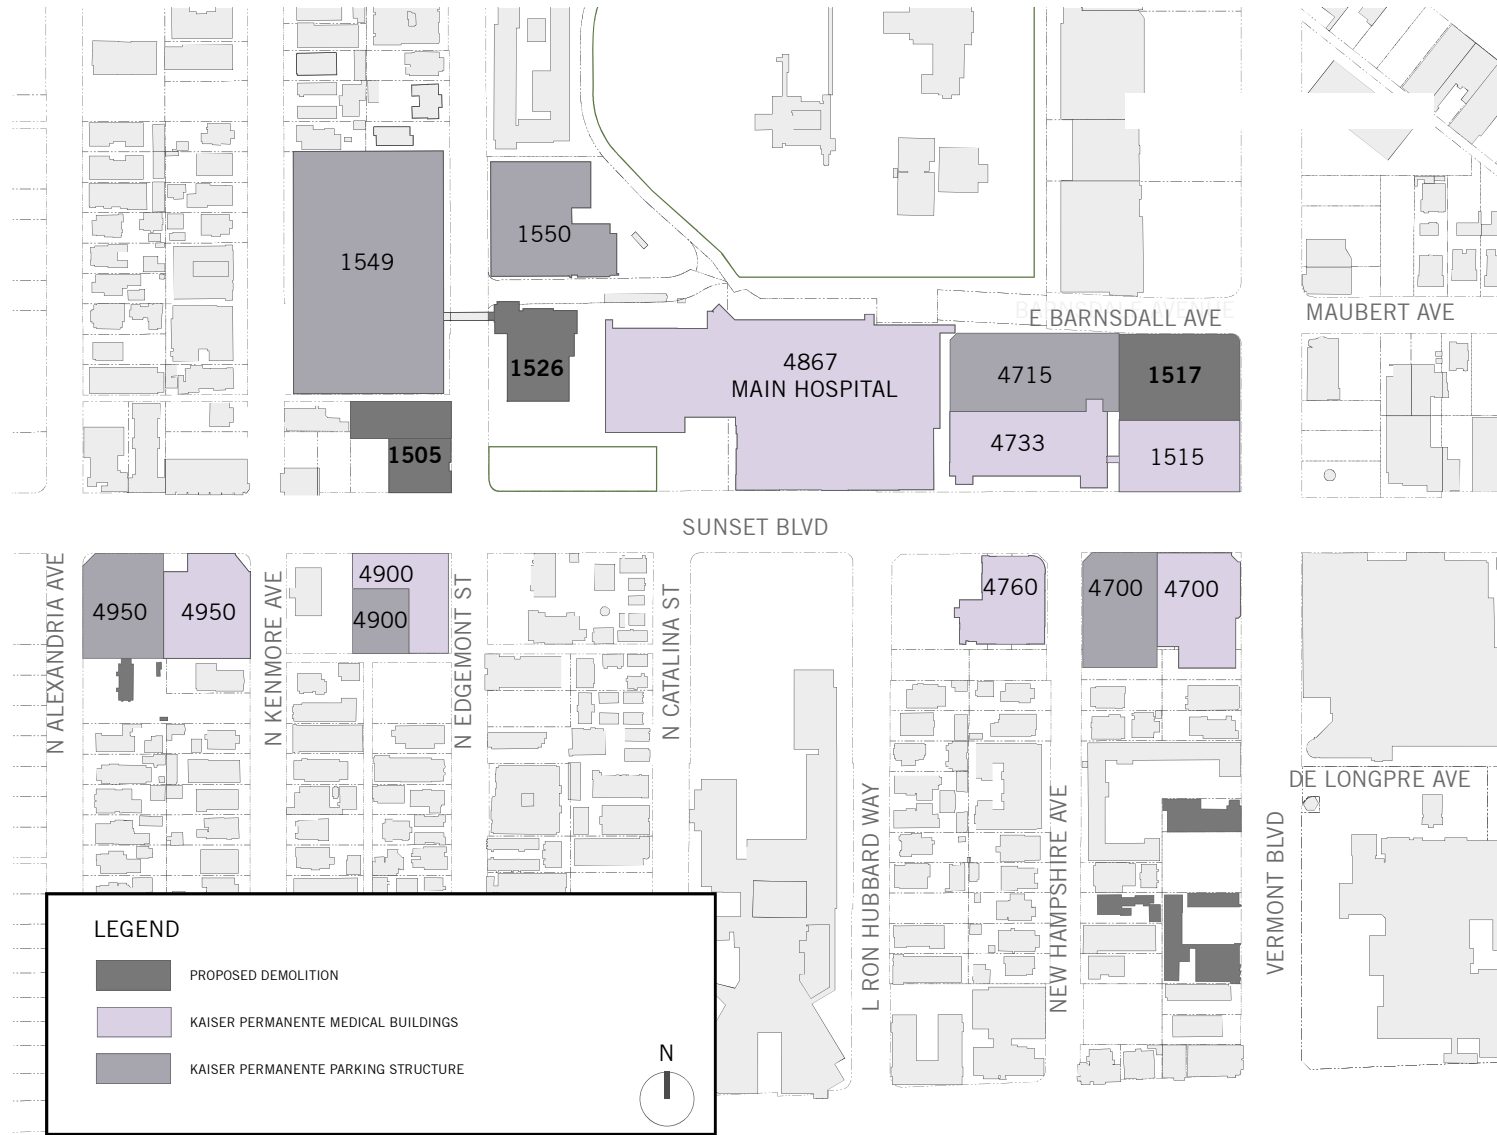 1549
1550
BARNSDALE AVENUE
E BARNSDALL AVE
MAUBERT AVE
1526
4867
MAIN HOSPITAL
4715
1517
4733
1515
1505
SUNSET BLVD
4950
4950
4900
4900
4760
4700
4700
N ALEXANDRIA AVE
N KENMORE AVE
N EDGEMONT ST
N CATALINA ST
L RON HUBBARD WAY
NEW HAMPSHIRE AVE
VERMONT BLVD
DE LONGPRE AVE
LEGEND
PROPOSED DEMOLITION
KAISER PERMANENTE MEDICAL BUILDINGS
KAISER PERMANENTE PARKING STRUCTURE
N